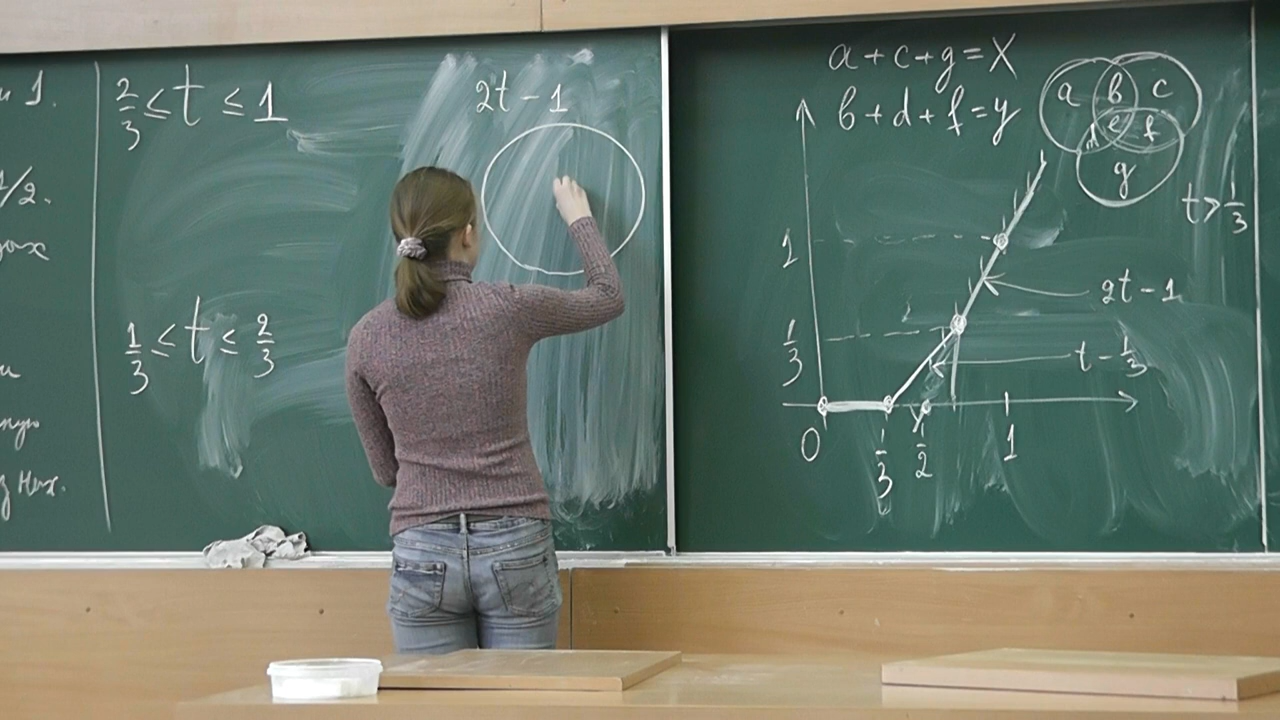 и 1.
1/2.
2/3 ≤ t ≤ 1
1/3 ≤ t ≤ 2/3
2t - 1
a + c + g = X
b + d + f = y
a b c
d e f
g
t > 1/3
1
1/3
2t - 1
t - 1/3
0 1/3 1/2 1